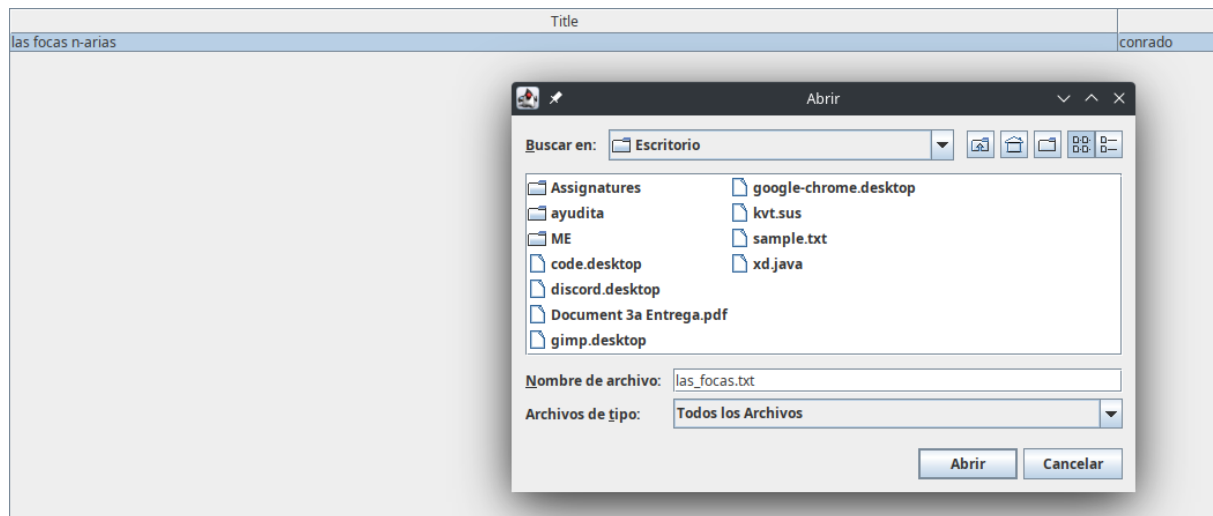 Title
las focas n-arias conrado
Abrir
Buscar en: Escritorio
Assignatures google-chrome.desktop
ayudita kvt.sus
ME sample.txt
code.desktop xd.java
discord.desktop
Document 3a Entrega.pdf
gimp.desktop
Nombre de archivo: las_focas.txt
Archivos de tipo: Todos los Archivos
Abrir Cancelar